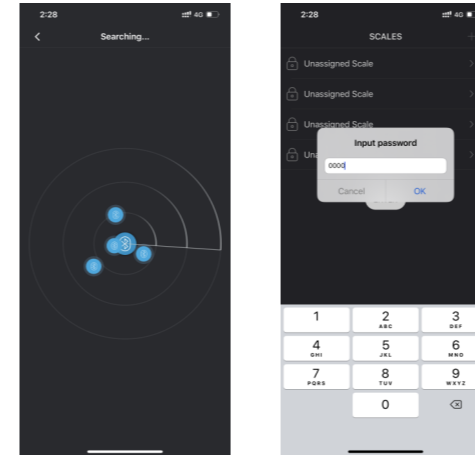 2:28
4G
Searching...
2:28
4G
SCALES
Unassigned Scale
Unassigned Scale
Unassigned Scale
Una
Input password
0000
Cancel
OK
1
2
ABC
3
DEF
4
GHI
5
JKL
6
MNO
7
PQRS
8
TUV
9
WXYZ
0